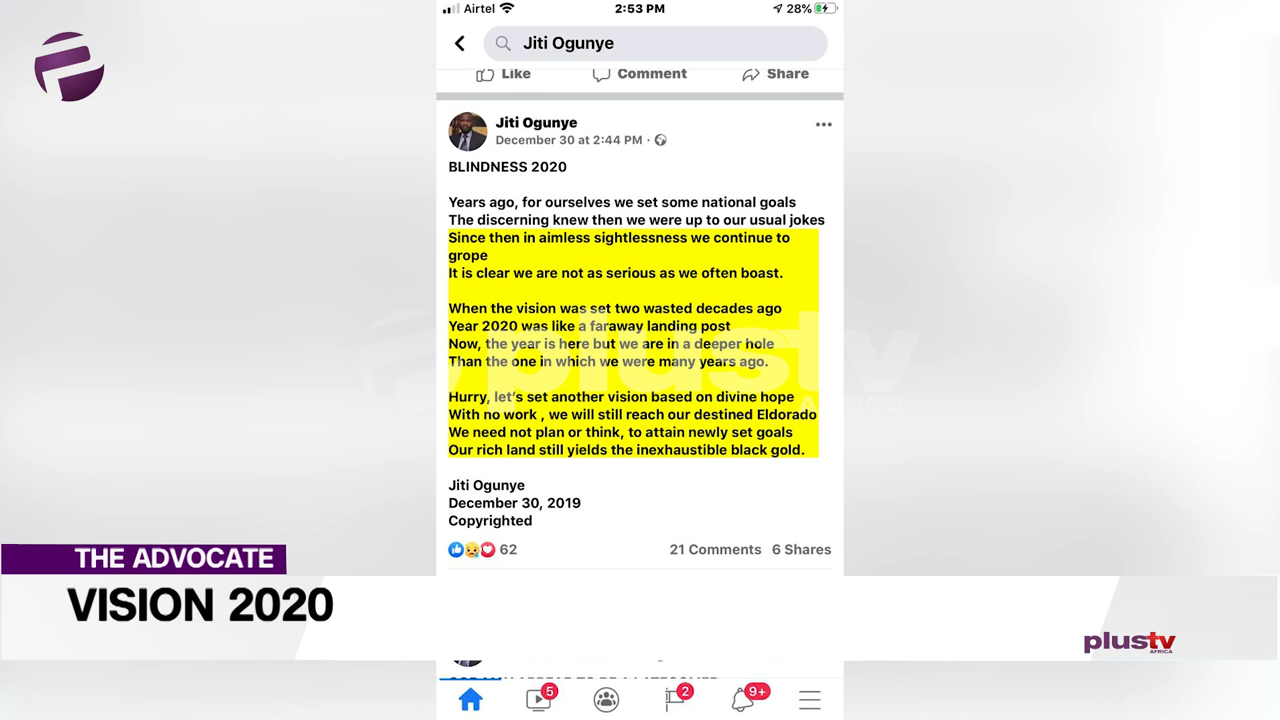 Airtel
2:53 PM
28%
Jiti Ogunye
Like
Comment
Share
Jiti Ogunye
December 30 at 2:44 PM ·
BLINDNESS 2020
Years ago, for ourselves we set some national goals
The discerning knew then we were up to our usual jokes
Since then in aimless sightlessness we continue to
grope
It is clear we are not as serious as we often boast.
When the vision was set two wasted decades ago
Year 2020 was like a faraway landing post
Now, the year is here but we are in a deeper hole
Than the one in which we were many years ago.
Hurry, let's set another vision based on divine hope
With no work , we will still reach our destined Eldorado
We need not plan or think, to attain newly set goals
Our rich land still yields the inexhaustible black gold.
Jiti Ogunye
December 30, 2019
Copyrighted
62
21 Comments
6 Shares
plustv
AFRICA
THE ADVOCATE
VISION 2020
plustv
AFRICA
5
2
9+